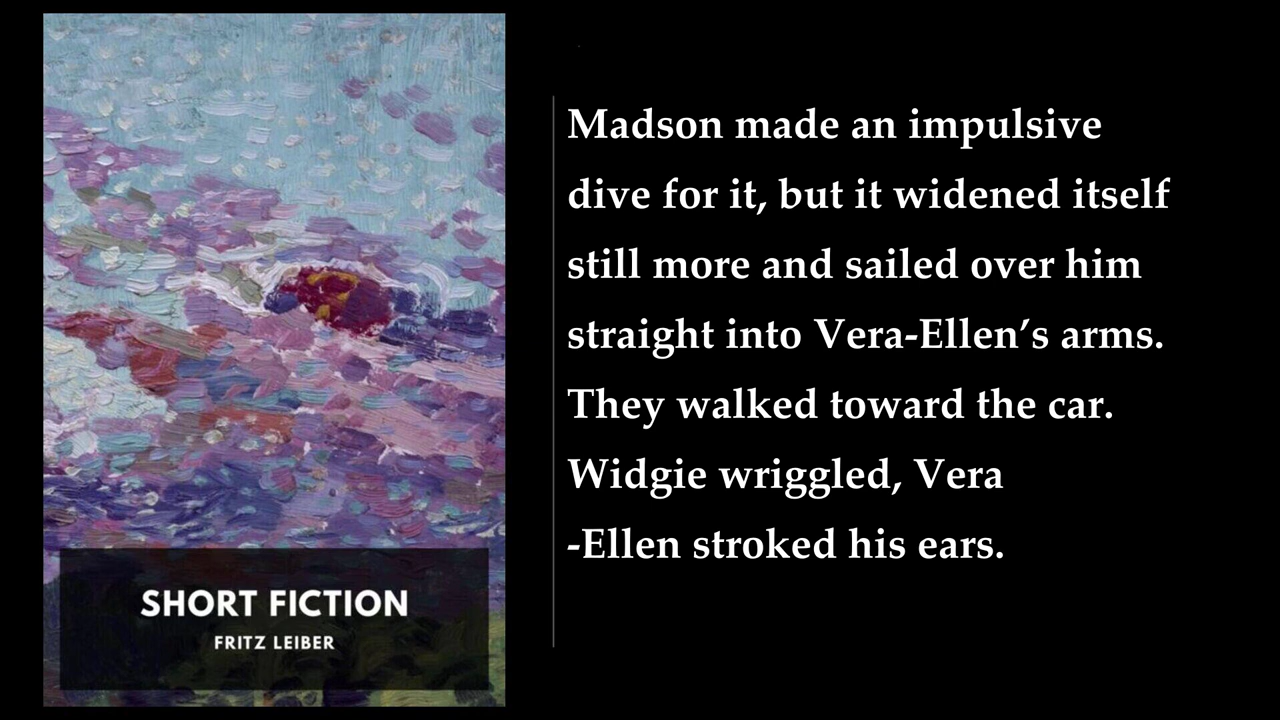 SHORT FICTION
FRITZ LEIBER
Madson made an impulsive
dive for it, but it widened itself
still more and sailed over him
straight into Vera-Ellen’s arms.
They walked toward the car.
Widgie wriggled, Vera
-Ellen stroked his ears.